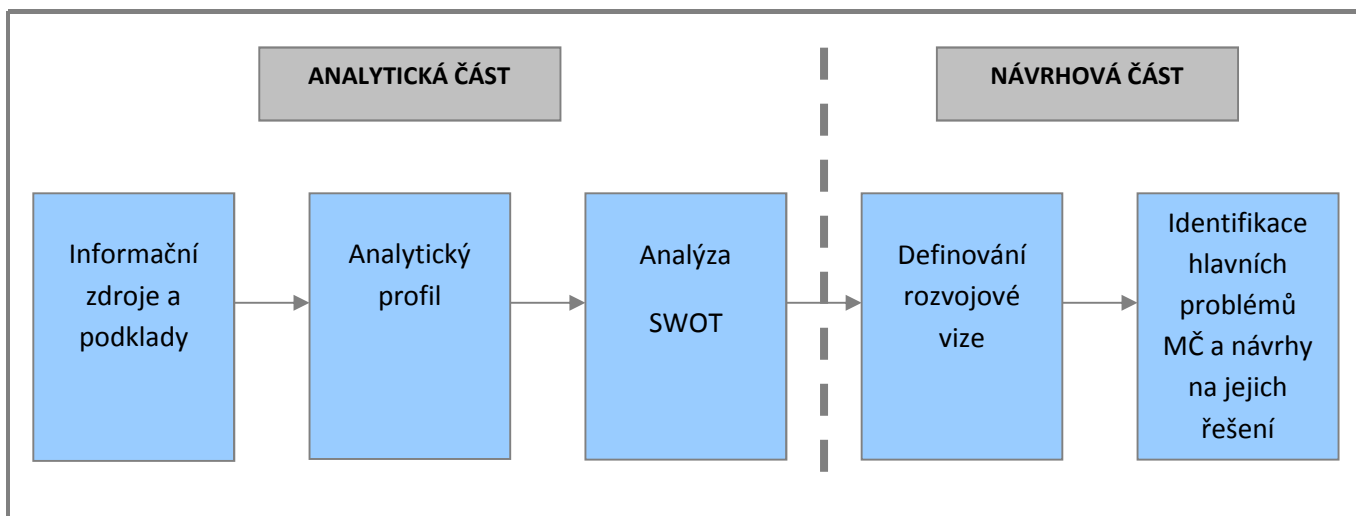 ANALYTICKÁ ČÁST
NÁVRHOVÁ ČÁST
Informační
zdroje a
podklady
Analytický
profil
Analýza
SWOT
Definování
rozvojové
vize
Identifikace
hlavních
problémů
MČ a návrhy
na jejich
řešení